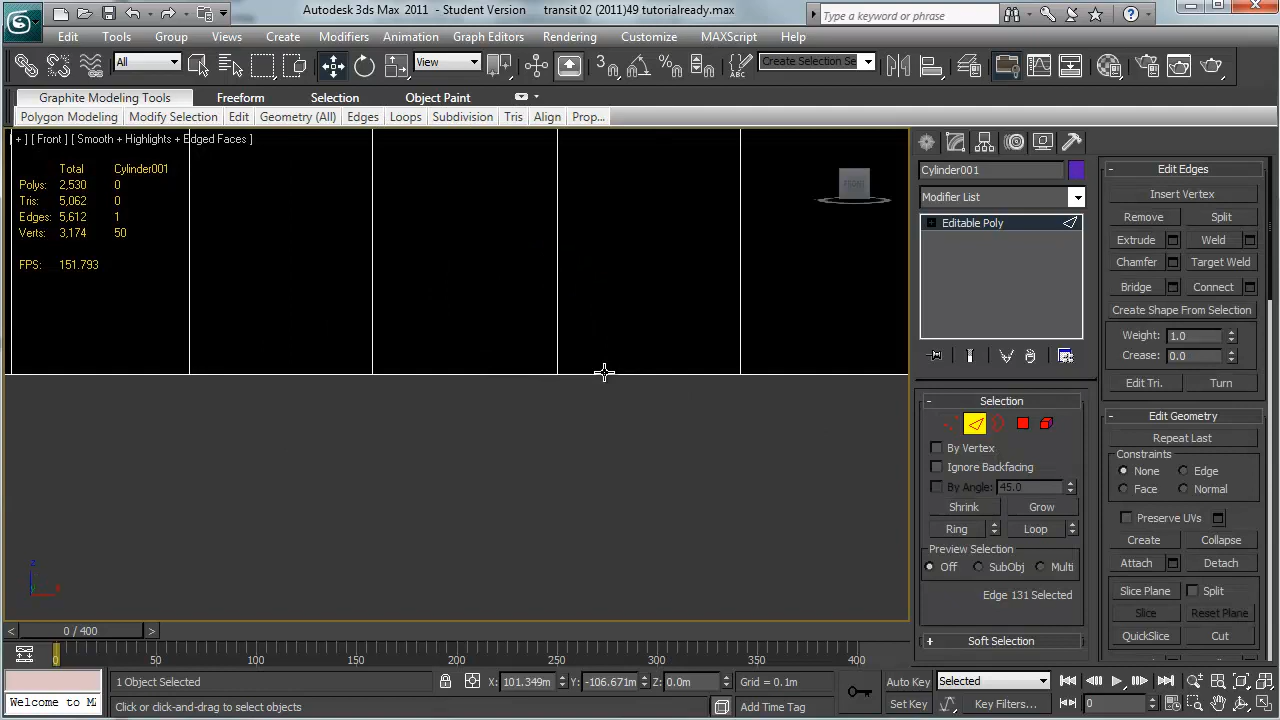 Autodesk 3ds Max 2011 - Student Version transit 02 (2011)49 tutorialready.max
Type a keyword or phrase
Edit Tools Group Views Create Modifiers Animation Graph Editors Rendering Customize MAXScript Help
All
View
3
Create Selection Se
Graphite Modeling Tools Freeform Selection Object Paint
Polygon Modeling Modify Selection Edit Geometry (All) Edges Loops Subdivision Tris Align Prop...
[ + ] [ Front ] [ Smooth + Highlights + Edged Faces ]
Total Cylinder001
Polys: 2,530 0
Tris: 5,062 0
Edges: 5,612 1
Verts: 3,174 50
FPS: 151.793
z
x
Cylinder001
Modifier List
Editable Poly
Selection
By Vertex
Ignore Backfacing
By Angle: 45.0
Shrink Grow
Ring Loop
Preview Selection
Off SubObj Multi
Edge 131 Selected
Soft Selection
Edit Edges
Insert Vertex
Remove Split
Extrude Weld
Chamfer Target Weld
Bridge Connect
Create Shape From Selection
Weight: 1.0
Crease: 0.0
Edit Tri. Turn
Edit Geometry
Repeat Last
Constraints
None Edge
Face Normal
Preserve UVs
Create Collapse
Attach Detach
Slice Plane Split
Slice Reset Plane
QuickSlice Cut
0 / 400
0 50 100 150 200 250 300 350 400
1 Object Selected
X: 101.349m Y: -106.671m Z: 0.0m
Grid = 0.1m
Auto Key Selected
Welcome to M
Click or click-and-drag to select objects
Add Time Tag
Set Key Key Filters...
0